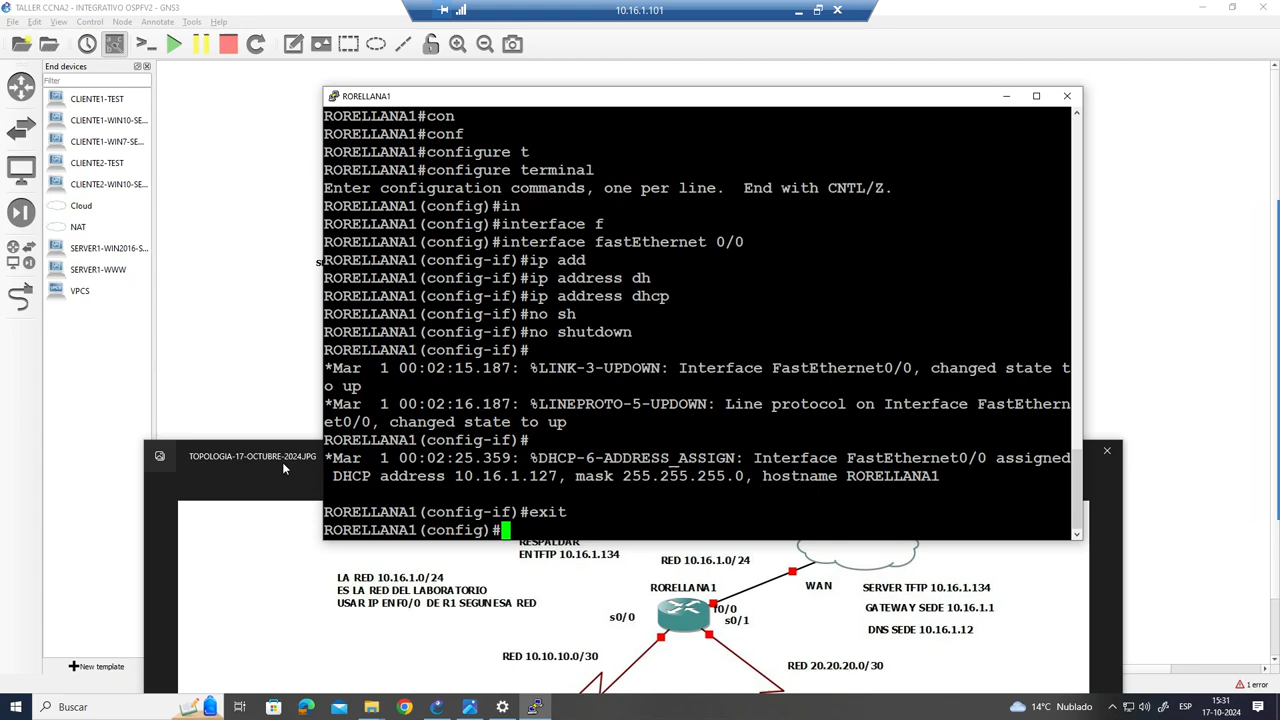 TALLER CCNA2 - INTEGRATIVO OSPFV2 - GNS3
10.16.1.101
File Edit View Control Node Annotate Tools Help
End devices
Filter
CLIENTE1-TEST
CLIENTE1-WIN10-SE...
CLIENTE1-WIN7-SE...
CLIENTE2-TEST
CLIENTE2-WIN10-SE...
Cloud
NAT
SERVER1-WIN2016-S...
SERVER1-WWW
VPCS
New template
RORELLANA1
RORELLANA1#con
RORELLANA1#conf
RORELLANA1#configure t
RORELLANA1#configure terminal
Enter configuration commands, one per line.  End with CNTL/Z.
RORELLANA1(config)#in
RORELLANA1(config)#interface f
RORELLANA1(config)#interface fastEthernet 0/0
RORELLANA1(config-if)#ip add
RORELLANA1(config-if)#ip address dh
RORELLANA1(config-if)#ip address dhcp
RORELLANA1(config-if)#no sh
RORELLANA1(config-if)#no shutdown
RORELLANA1(config-if)#
*Mar  1 00:02:15.187: %LINK-3-UPDOWN: Interface FastEthernet0/0, changed state t
o up
*Mar  1 00:02:16.187: %LINEPROTO-5-UPDOWN: Line protocol on Interface FastEthern
et0/0, changed state to up
RORELLANA1(config-if)#
*Mar  1 00:02:25.359: %DHCP-6-ADDRESS_ASSIGN: Interface FastEthernet0/0 assigned
DHCP address 10.16.1.127, mask 255.255.255.0, hostname RORELLANA1
RORELLANA1(config-if)#exit
RORELLANA1(config)#
s
TOPOLOGIA-17-OCTUBRE-2024.JPG
RESPALDAR
EN TFTP 10.16.1.134
RED 10.16.1.0/24
LA RED 10.16.1.0/24
ES LA RED DEL LABORATORIO
USAR IP EN F0/0 DE R1 SEGUN ESA RED
RORELLANA1
WAN
SERVER TFTP 10.16.1.134
GATEWAY SEDE 10.16.1.1
DNS SEDE 10.16.1.12
f0/0
s0/0
s0/1
RED 10.10.10.0/30
RED 20.20.20.0/30
1 error
Buscar
14°C Nublado
15:31
17-10-2024